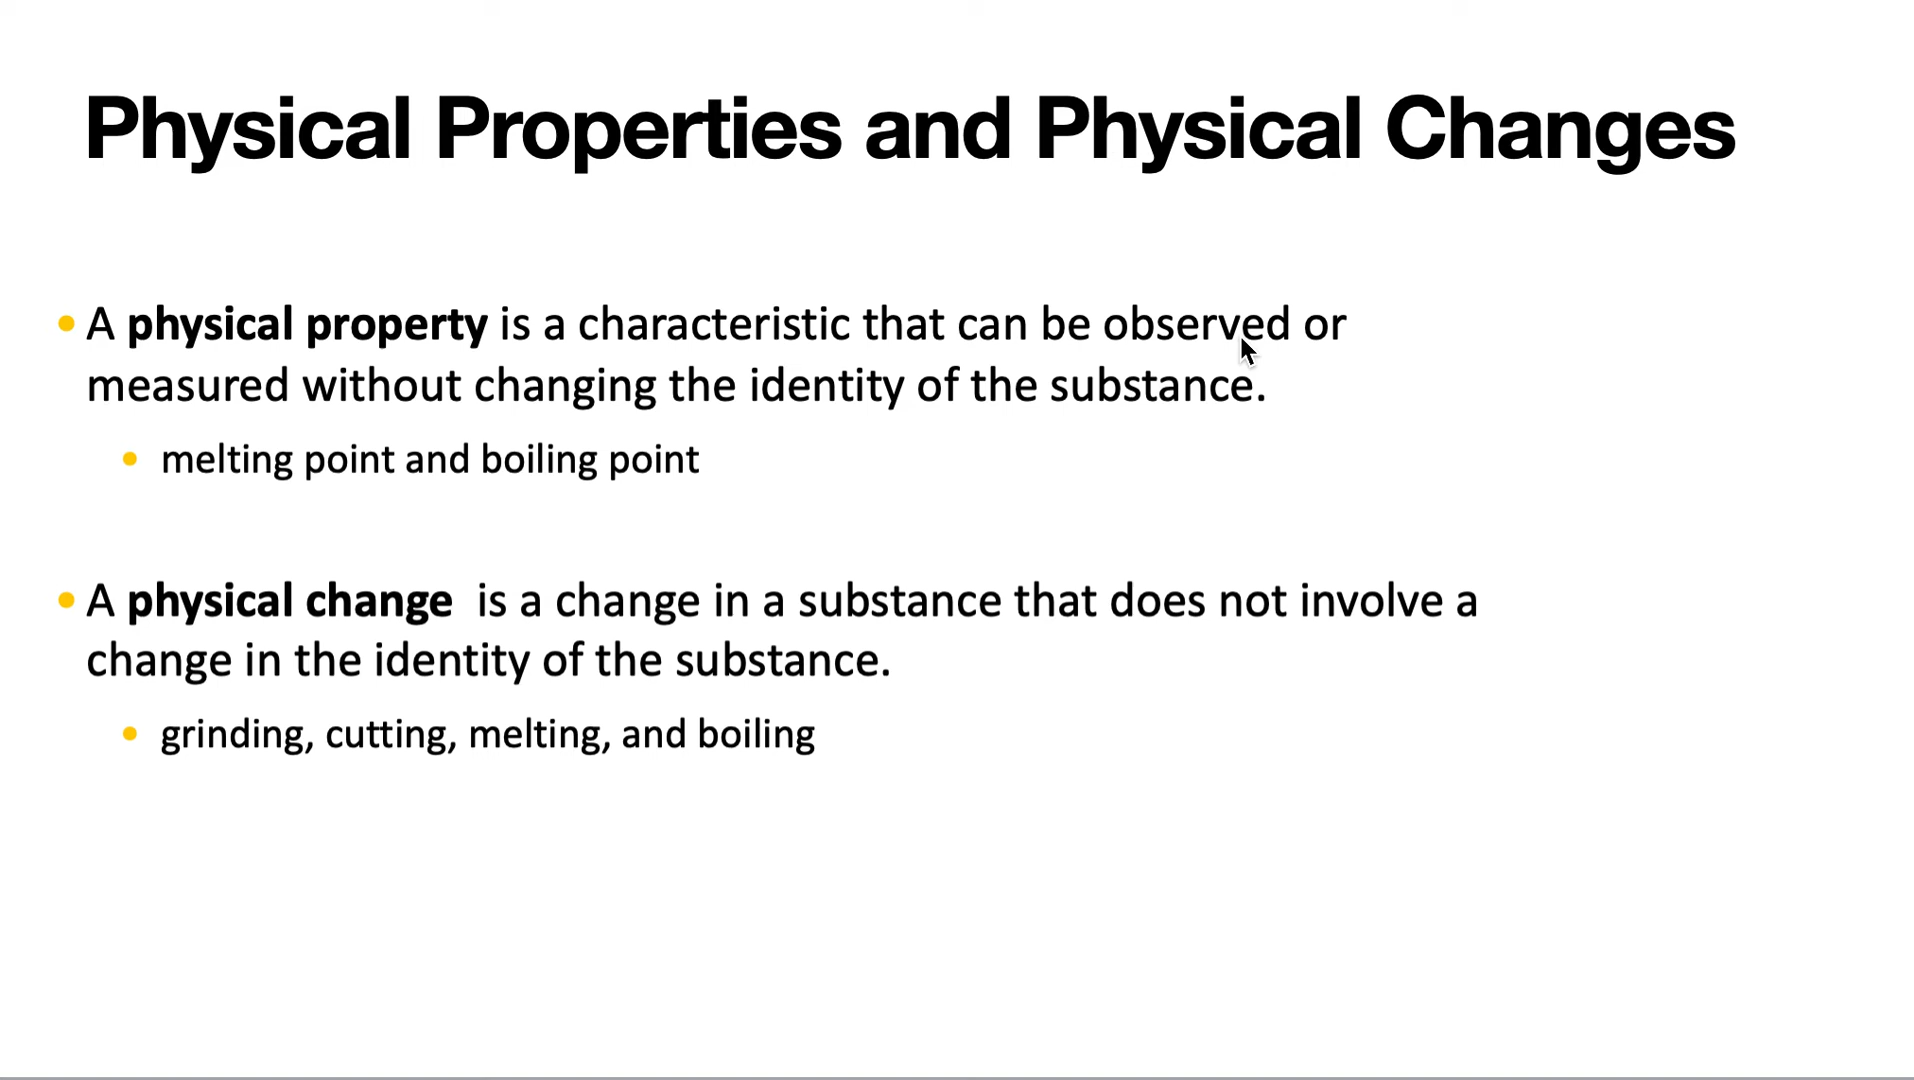 Physical Properties and Physical Changes
• A physical property is a characteristic that can be observed or
measured without changing the identity of the substance.
• melting point and boiling point
• A physical change  is a change in a substance that does not involve a
change in the identity of the substance.
• grinding, cutting, melting, and boiling